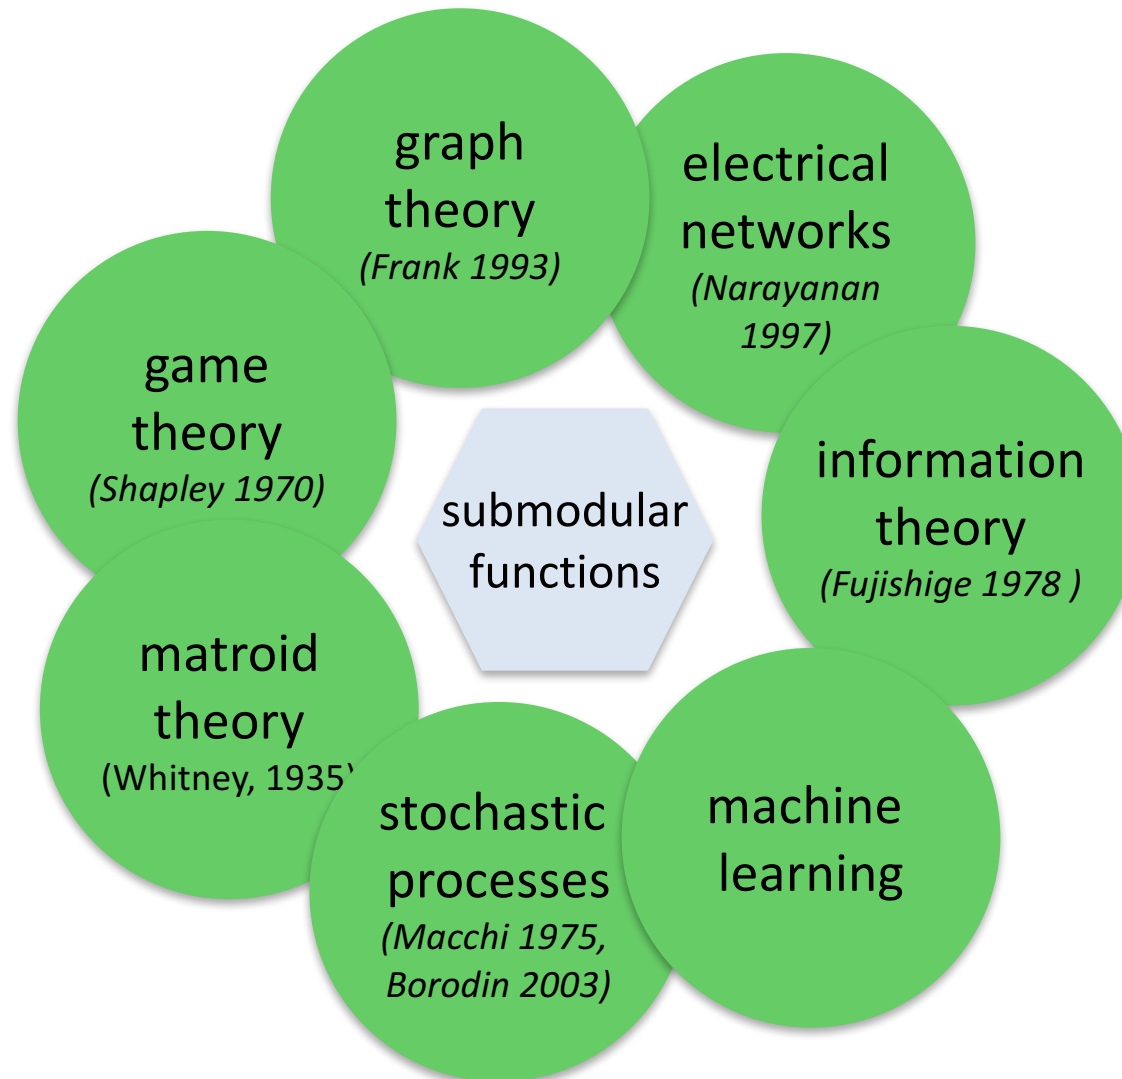 graph
theory
(Frank 1993)
electrical
networks
(Narayanan
1997)
game
theory
(Shapley 1970)
submodular
functions
information
theory
(Fujishige 1978 )
matroid
theory
(Whitney, 1935)
stochastic
processes
(Macchi 1975,
Borodin 2003)
machine
learning